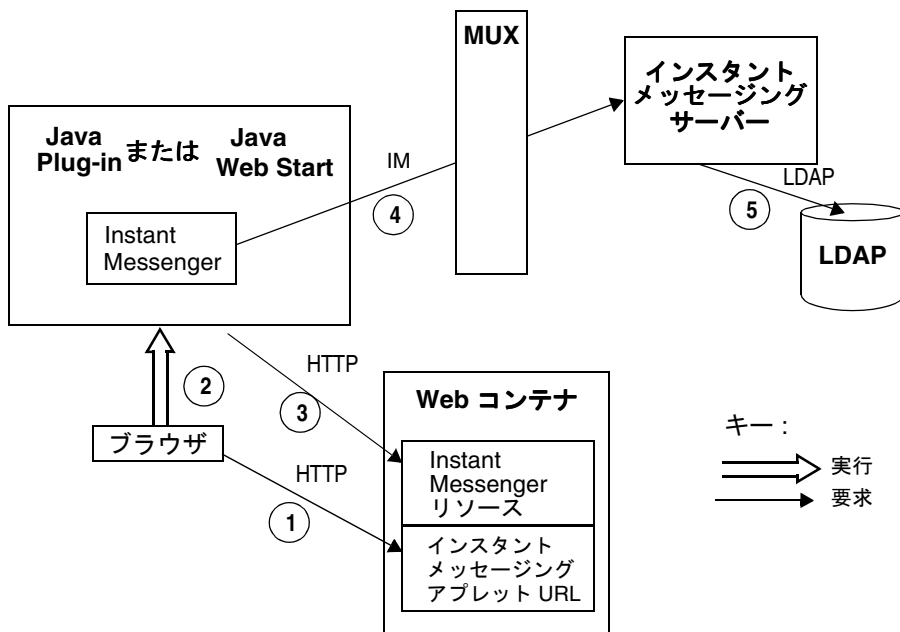 MUX
インスタント
メッセージング
サーバー
Java
Plug-in
または
Java
Web Start
IM
4
LDAP
5
LDAP
Instant
Messenger
HTTP
2
3
Web コンテナ
ブラウザ
HTTP
1
Instant
Messenger
リソース
インスタント
メッセージング
アプレット URL
キー :
実行
要求